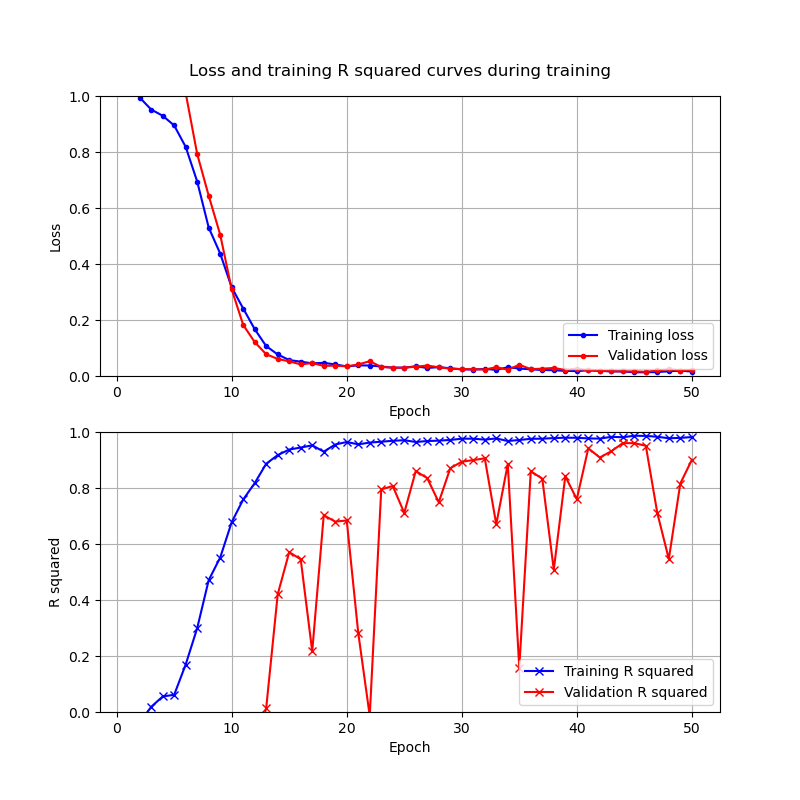 Loss and training R squared curves during training
1.0
0.8
0.6
0.4
0.2
0.0
Loss
0 10 20 30 40 50
Epoch
Training loss
Validation loss
1.0
0.8
0.6
0.4
0.2
0.0
R squared
0 10 20 30 40 50
Epoch
Training R squared
Validation R squared